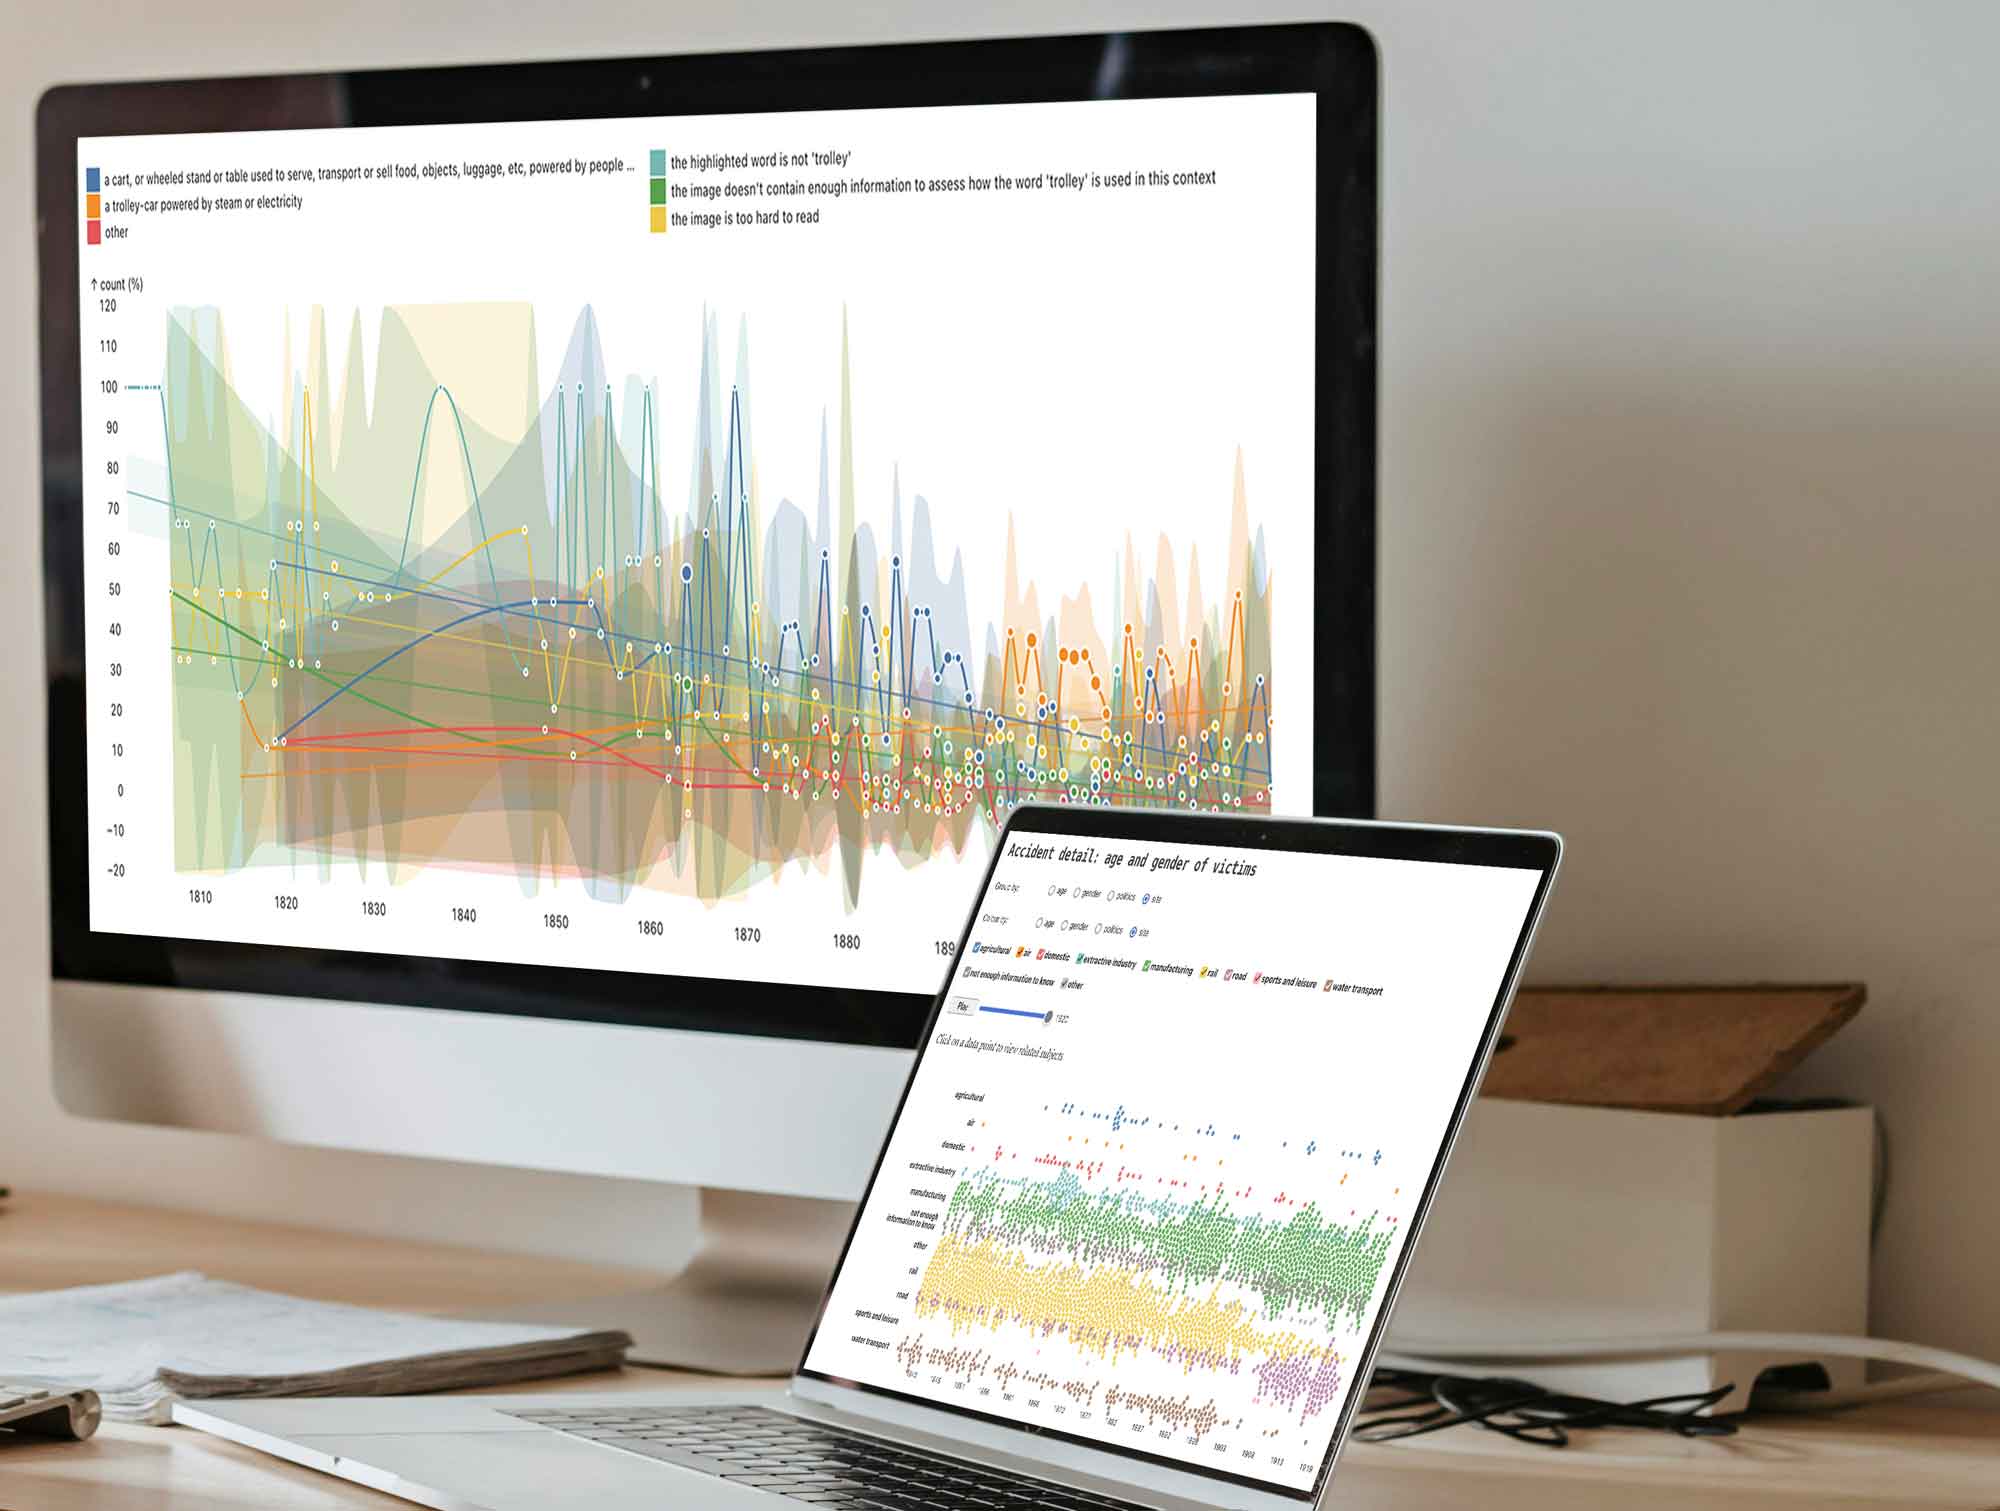 a cart, or wheeled stand or table used to serve, transport or sell food, objects, luggage, etc, powered by people ...
a trolley-car powered by steam or electricity
other
the highlighted word is not 'trolley'
the image doesn't contain enough information to assess how the word 'trolley' is used in this context
the image is too hard to read
↑ count (%)
120
110
100
90
80
70
60
50
40
30
20
10
0
−10
−20
1810 1820 1830 1840 1850 1860 1870 1880 189
Accident detail: age and gender of victims
Group by: age gender politics site
Colour by: age gender politics site
agricultural air domestic extractive industry manufacturing rail road sports and leisure water transport
not enough information to know other
Play
Click on a data point to view related subjects
agricultural
air
domestic
extractive industry
manufacturing
not enough
information to know
other
rail
road
sports and leisure
water transport
1903 1908 1913 1919